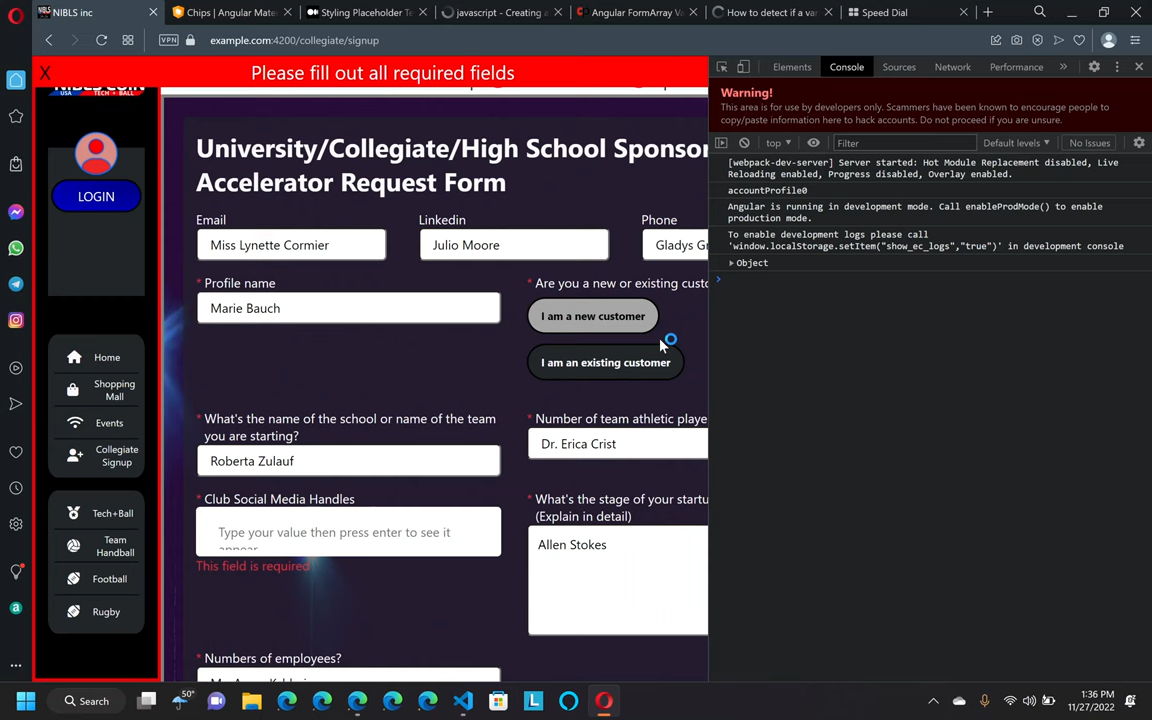 NIBLS inc
Chips | Angular Mate
Styling Placeholder Te
javascript - Creating a
Angular FormArray Va
How to detect if a var
Speed Dial
VPN
example.com:4200/collegiate/signup
X
Please fill out all required fields
NIBLS COIN
USA TECH + BALL
LOGIN
Home
Shopping
Mall
Events
Collegiate
Signup
Tech+Ball
Team
Handball
Football
Rugby
University/Collegiate/High School Sponsor
Accelerator Request Form
Email
Linkedin
Phone
Miss Lynette Cormier
Julio Moore
Gladys Gr
* Profile name
* Are you a new or existing custo
Marie Bauch
I am a new customer
I am an existing customer
* What's the name of the school or name of the team
you are starting?
* Number of team athletic playe
Roberta Zulauf
Dr. Erica Crist
* Club Social Media Handles
* What's the stage of your startu
(Explain in detail)
Type your value then press enter to see it
appear
This field is required
Allen Stokes
* Numbers of employees?
Elements
Console
Sources
Network
Performance
Warning!
This area is for use by developers only. Scammers have been known to encourage people to
copy/paste information here to hack accounts. Do not proceed if you are unsure.
top
Filter
Default levels
No Issues
[webpack-dev-server] Server started: Hot Module Replacement disabled, Live
Reloading enabled, Progress disabled, Overlay enabled.
accountProfile0
Angular is running in development mode. Call enableProdMode() to enable
production mode.
To enable development logs please call
'window.localStorage.setItem("show_ec_logs","true")' in development console
Object
Search
50°
1:36 PM
11/27/2022